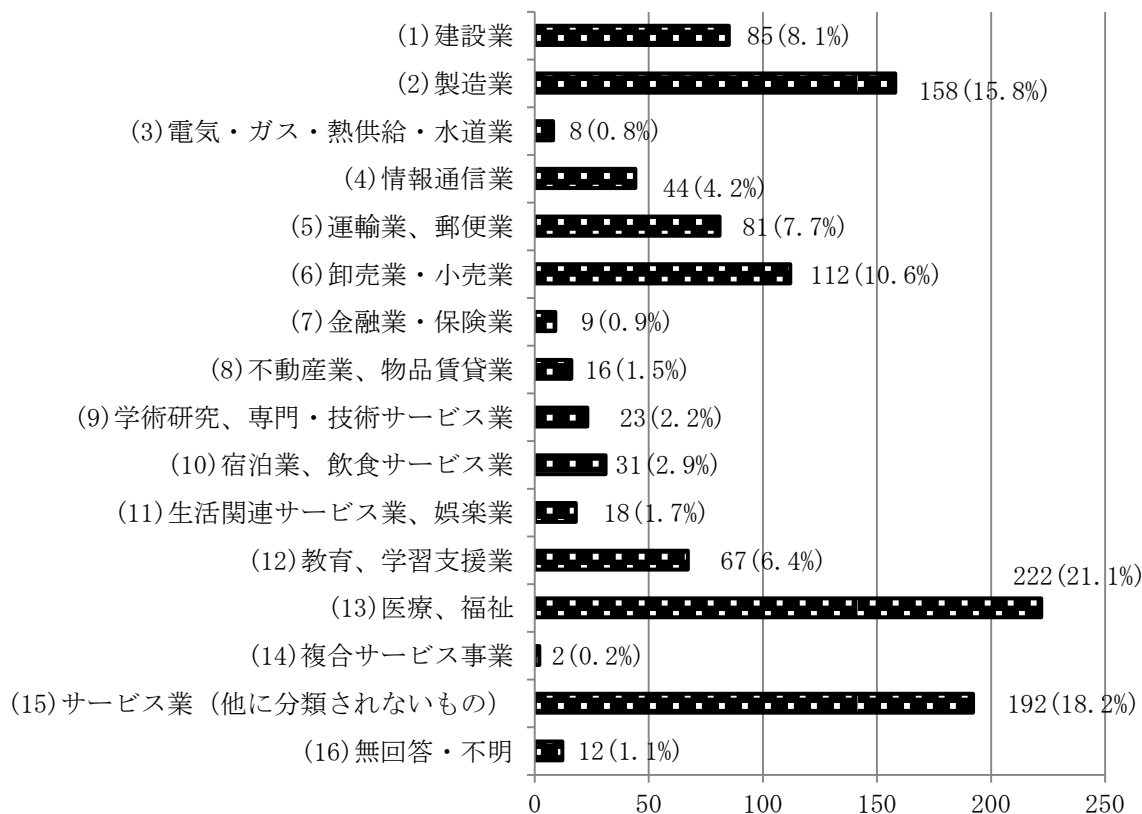 (1)建設業 85(8.1%)
(2)製造業 158(15.8%)
(3)電気・ガス・熱供給・水道業 8(0.8%)
(4)情報通信業 44(4.2%)
(5)運輸業、郵便業 81(7.7%)
(6)卸売業・小売業 112(10.6%)
(7)金融業・保険業 9(0.9%)
(8)不動産業、物品賃貸業 16(1.5%)
(9)学術研究、専門・技術サービス業 23(2.2%)
(10)宿泊業、飲食サービス業 31(2.9%)
(11)生活関連サービス業、娯楽業 18(1.7%)
(12)教育、学習支援業 67(6.4%)
(13)医療、福祉 222(21.1%)
(14)複合サービス事業 2(0.2%)
(15)サービス業（他に分類されないもの） 192(18.2%)
(16)無回答・不明 12(1.1%)
0 50 100 150 200 250